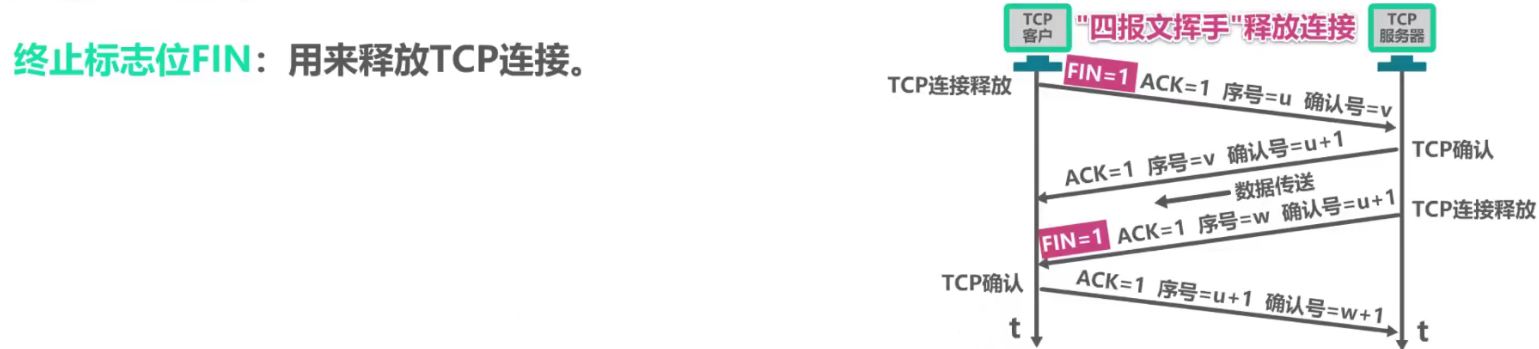 终止标志位FIN：用来释放TCP连接。
TCP
客户
"四报文挥手"释放连接
TCP
服务器
TCP连接释放
FIN=1 ACK=1 序号=u 确认号=v
ACK=1 序号=v 确认号=u+1
TCP确认
数据传送
FIN=1 ACK=1 序号=w 确认号=u+1
TCP连接释放
TCP确认
ACK=1 序号=u+1 确认号=w+1
t
t